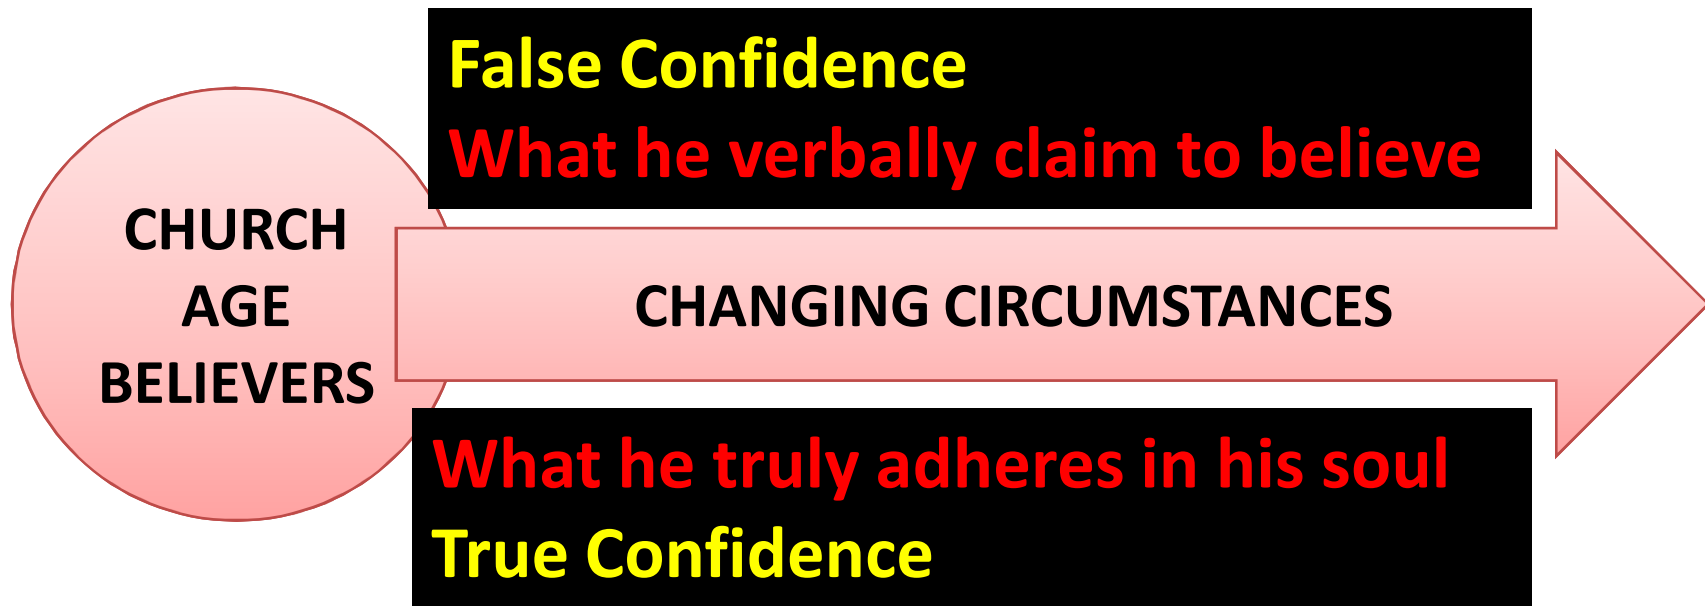 False Confidence
What he verbally claim to believe
CHURCH
AGE
BELIEVERS
CHANGING CIRCUMSTANCES
What he truly adheres in his soul
True Confidence